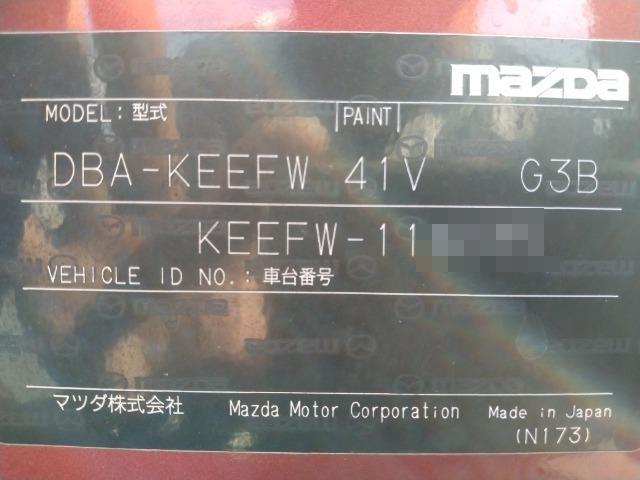 mazda
MODEL: 型式 PAINT
DBA-KEEFW 41V G3B
KEEFW-11
VEHICLE ID NO.: 車台番号
マツダ株式会社 Mazda Motor Corporation Made in Japan
(N173)